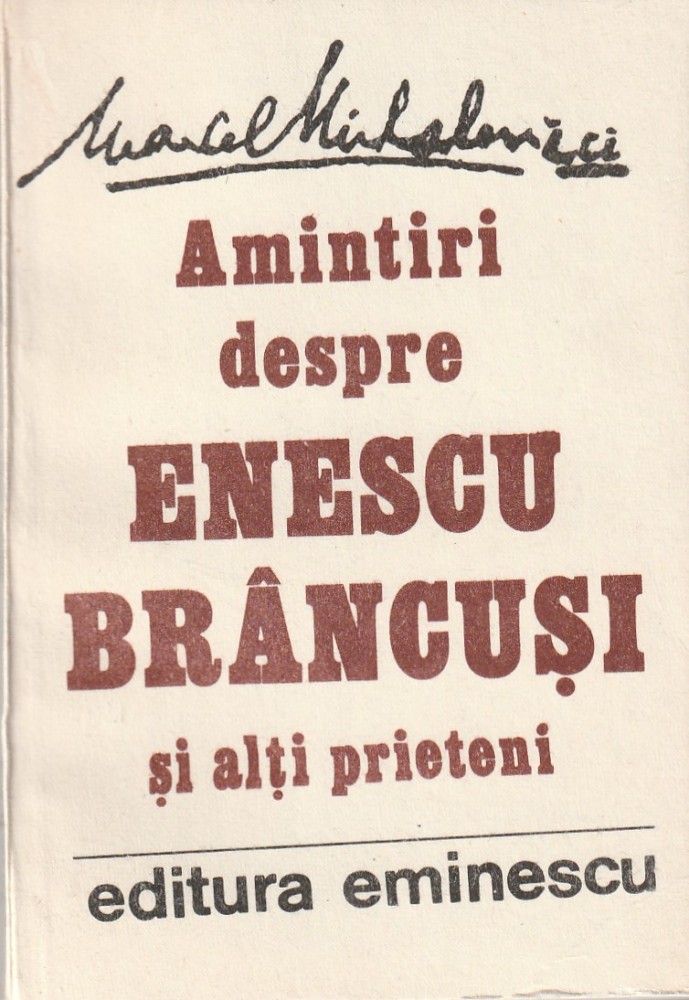 Marcel Mihalovici
Amintiri
despre
ENESCU
BRÂNCUȘI
și alți prieteni
editura eminescu